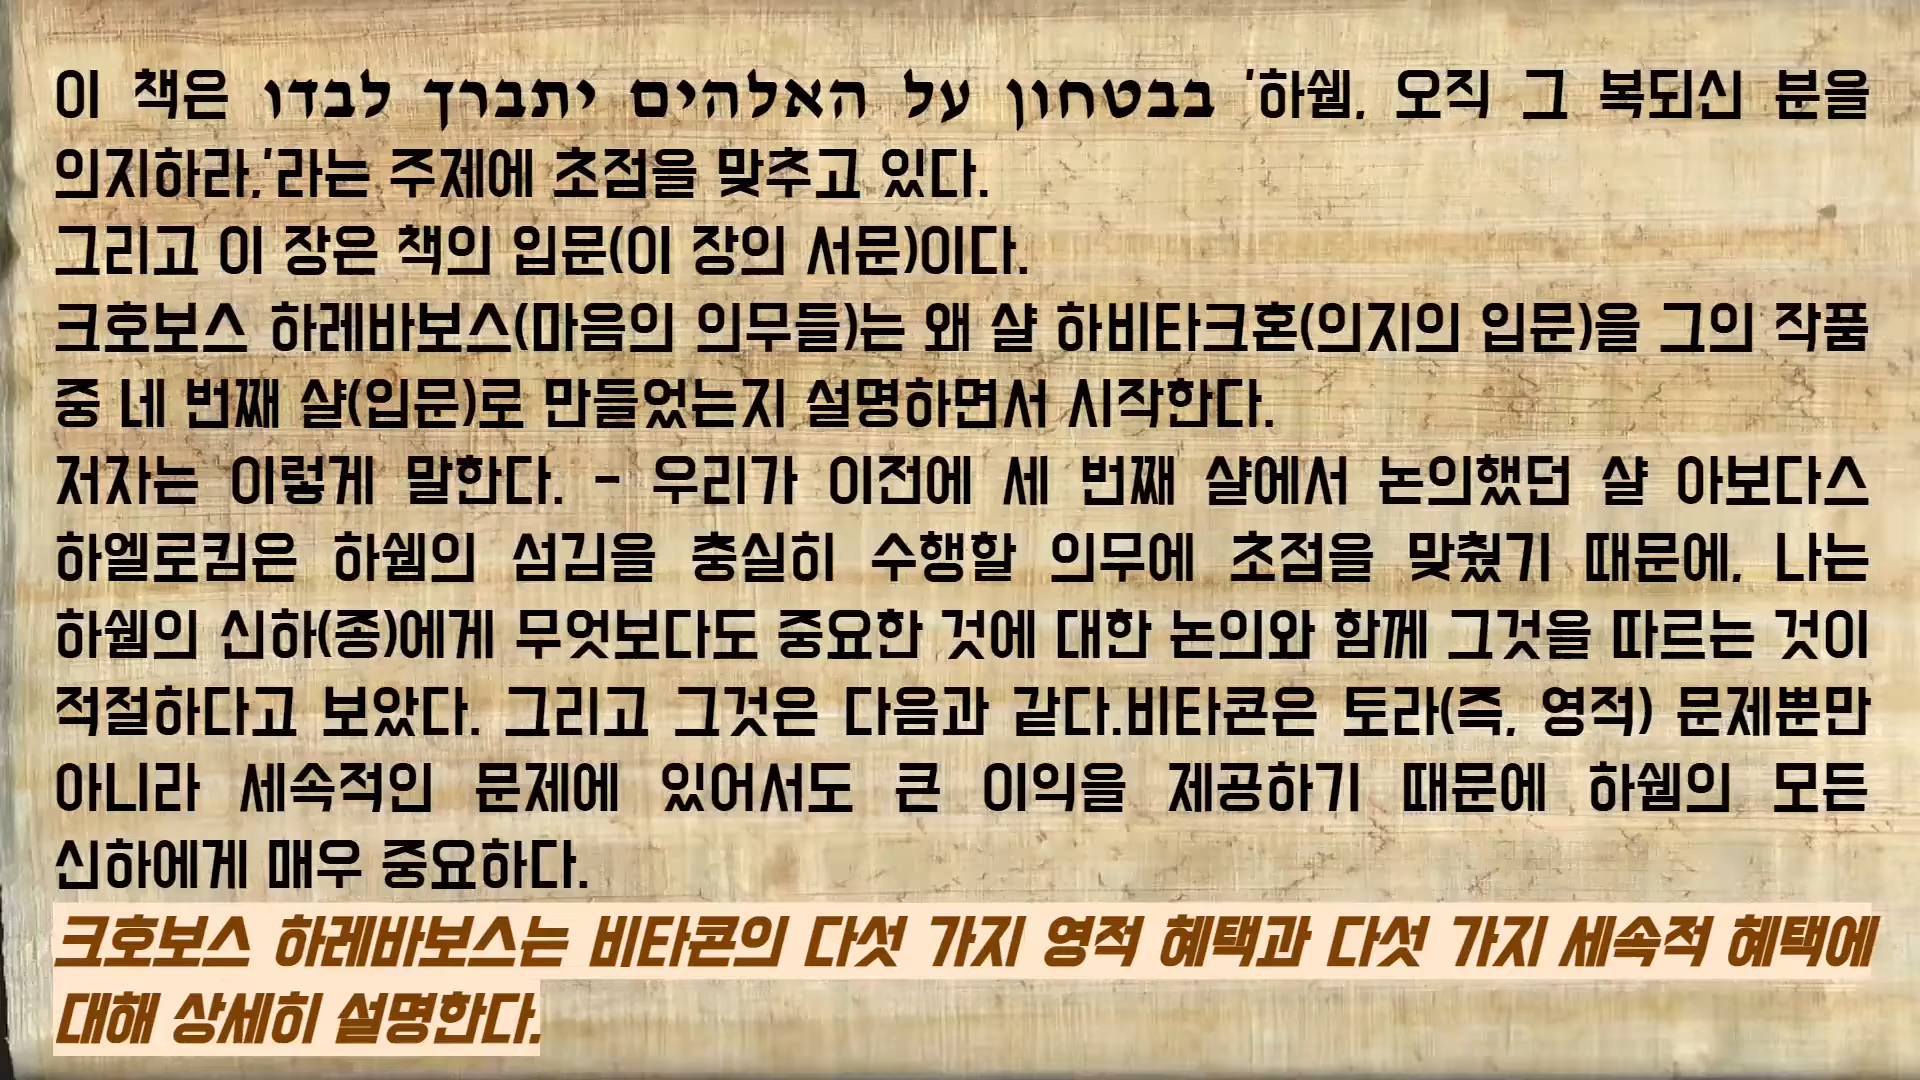 이 책은 בבטחון על האלהים יתברך לבדו '하쉠, 오직 그 복되신 분을
의지하라,'라는 주제에 초점을 맞추고 있다.
그리고 이 장은 책의 입문(이 장의 서문)이다.
크호보스 하레바보스(마음의 의무들)는 왜 샬 하비타크혼(의지의 입문)을 그의 작품
중 네 번째 샬(입문)로 만들었는지 설명하면서 시작한다.
저자는 이렇게 말한다. - 우리가 이전에 세 번째 샬에서 논의했던 샬 아보다스
하엘로킴은 하쉠의 섬김을 충실히 수행할 의무에 초점을 맞췄기 때문에, 나는
하쉠의 신하(종)에게 무엇보다도 중요한 것에 대한 논의와 함께 그것을 따르는 것이
적절하다고 보았다. 그리고 그것은 다음과 같다.비타콘은 토라(즉, 영적) 문제뿐만
아니라 세속적인 문제에 있어서도 큰 이익을 제공하기 때문에 하쉠의 모든
신하에게 매우 중요하다.
크호보스 하레바보스는 비타콘의 다섯 가지 영적 혜택과 다섯 가지 세속적 혜택에
대해 상세히 설명한다.